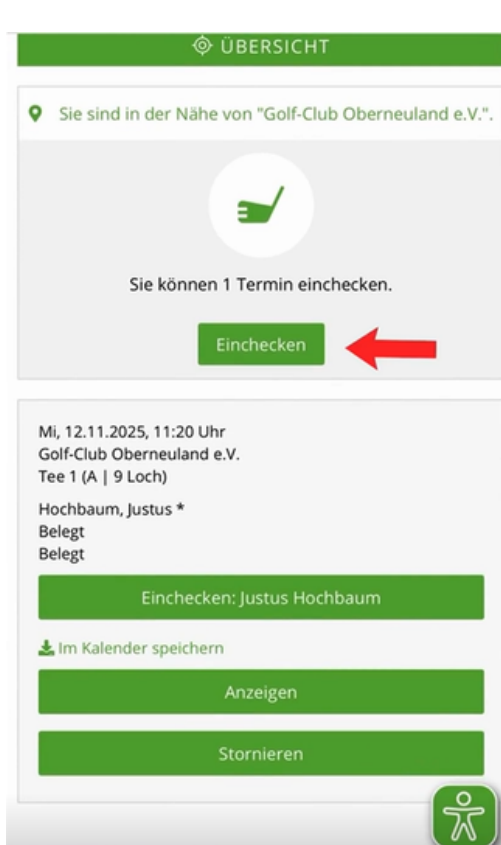 ÜBERSICHT
Sie sind in der Nähe von "Golf-Club Oberneuland e.V.".
Sie können 1 Termin einchecken.
Einchecken
Mi, 12.11.2025, 11:20 Uhr
Golf-Club Oberneuland e.V.
Tee 1 (A | 9 Loch)
Hochbaum, Justus *
Belegt
Belegt
Einchecken: Justus Hochbaum
Im Kalender speichern
Anzeigen
Stornieren